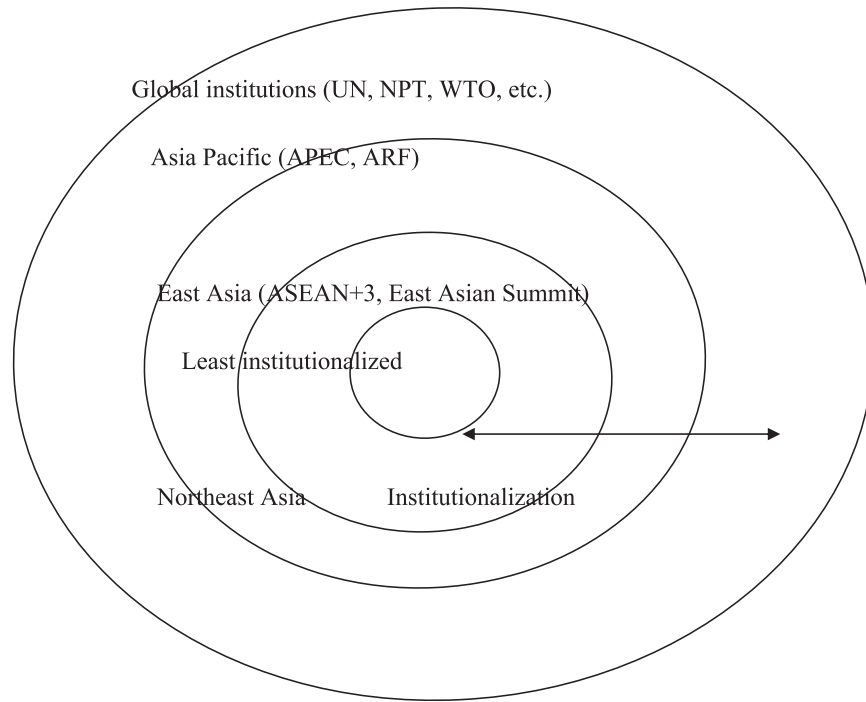 Global institutions (UN, NPT, WTO, etc.)
Asia Pacific (APEC, ARF)
East Asia (ASEAN+3, East Asian Summit)
Least institutionalized
Northeast Asia
Institutionalization